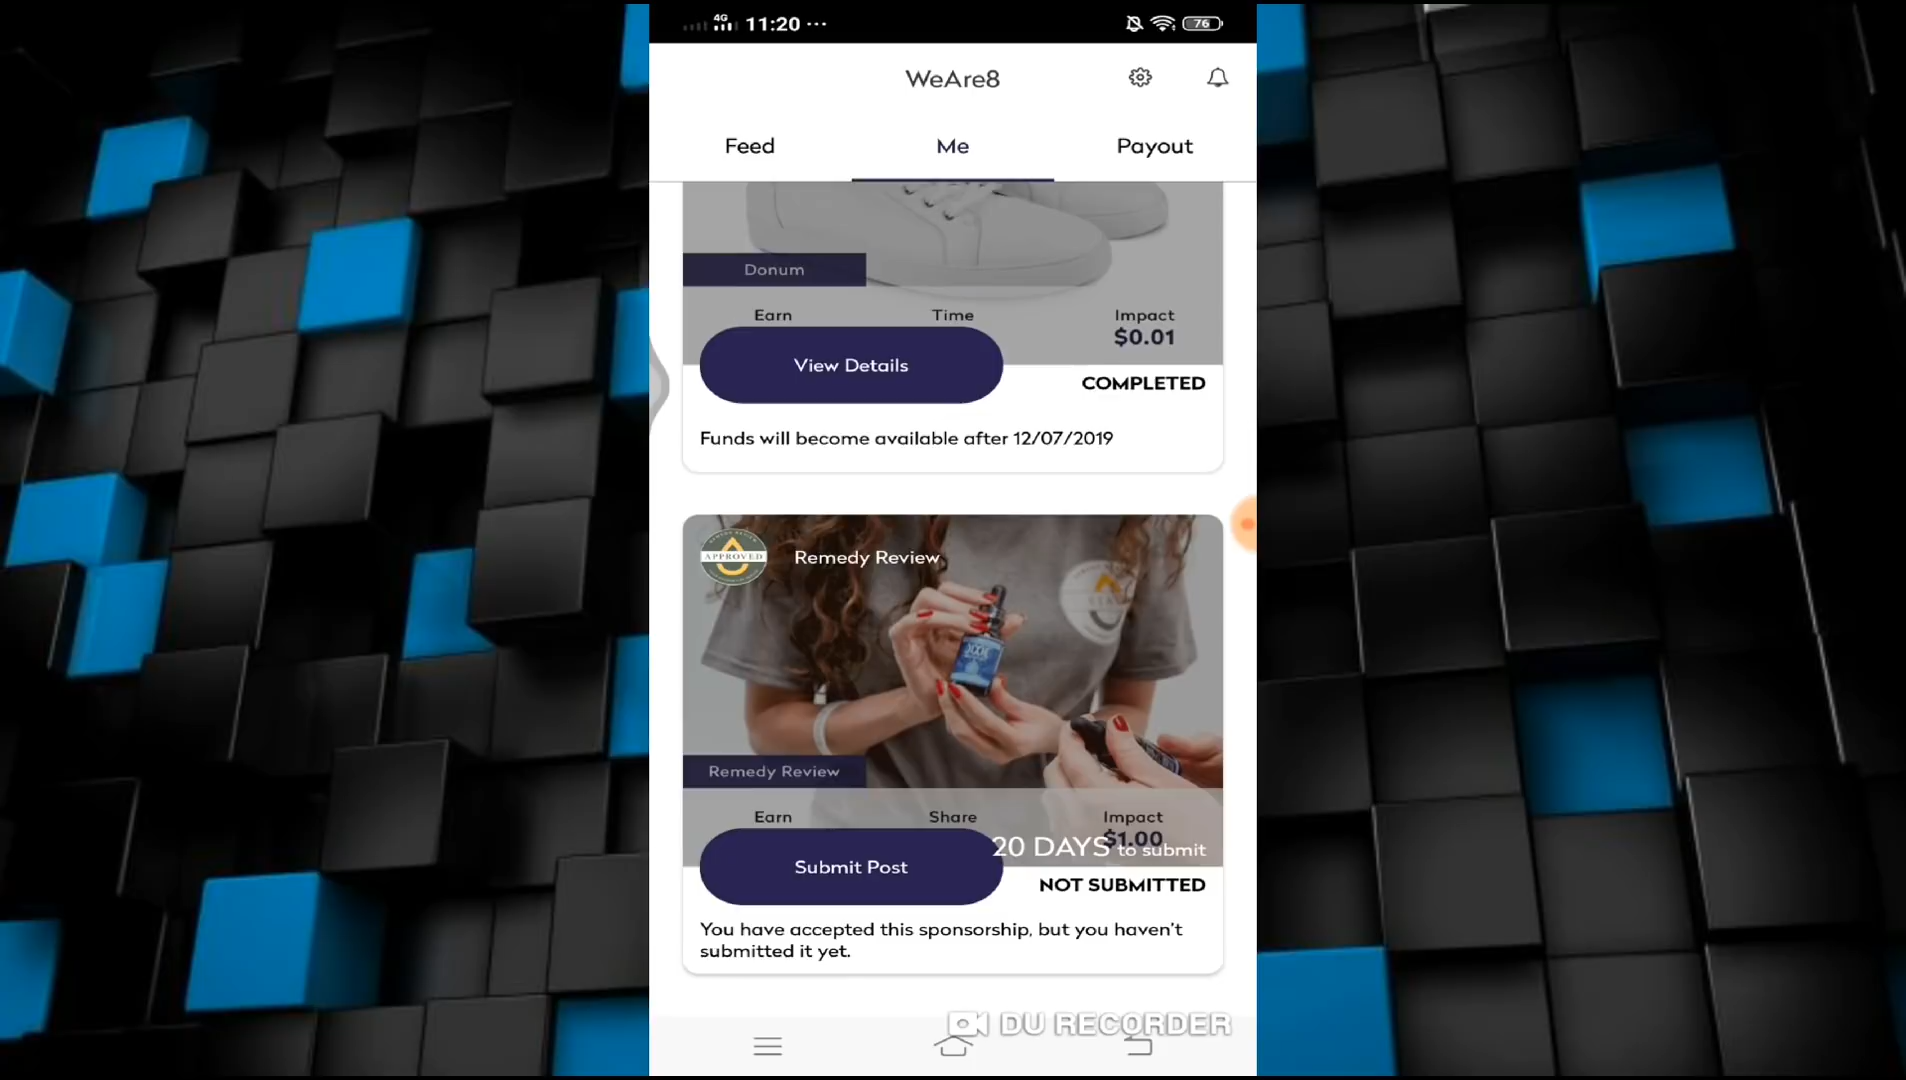 4G 11:20 ... 76
WeAre8
Feed Me Payout
Donum
Earn Time Impact
$0.01
View Details
COMPLETED
Funds will become available after 12/07/2019
APPROVED
Remedy Review
Remedy Review
Earn Share Impact
$1.00
20 DAYS to submit
Submit Post
NOT SUBMITTED
You have accepted this sponsorship, but you haven't
submitted it yet.
DU RECORDER